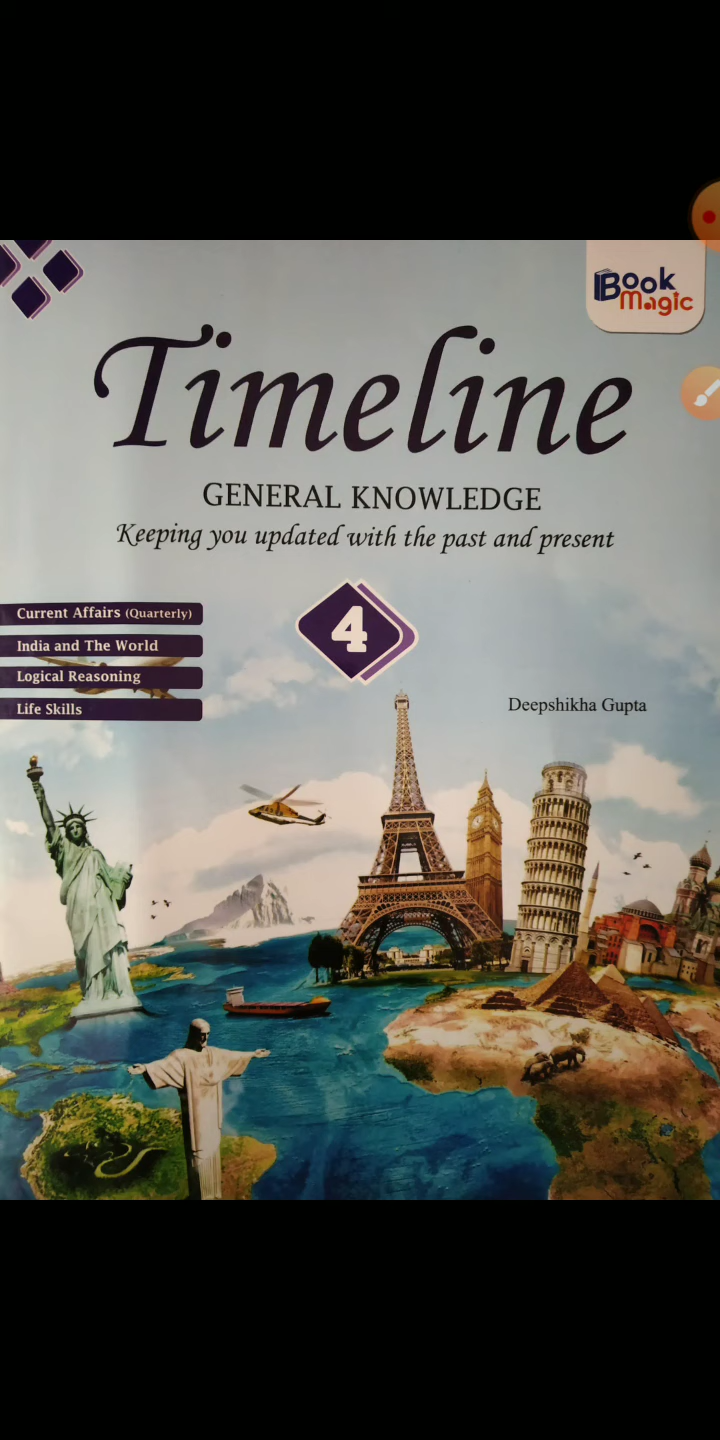 Book
Magic
Timeline
GENERAL KNOWLEDGE
Keeping you updated with the past and present
4
Current Affairs (Quarterly)
India and The World
Logical Reasoning
Life Skills
Deepshikha Gupta